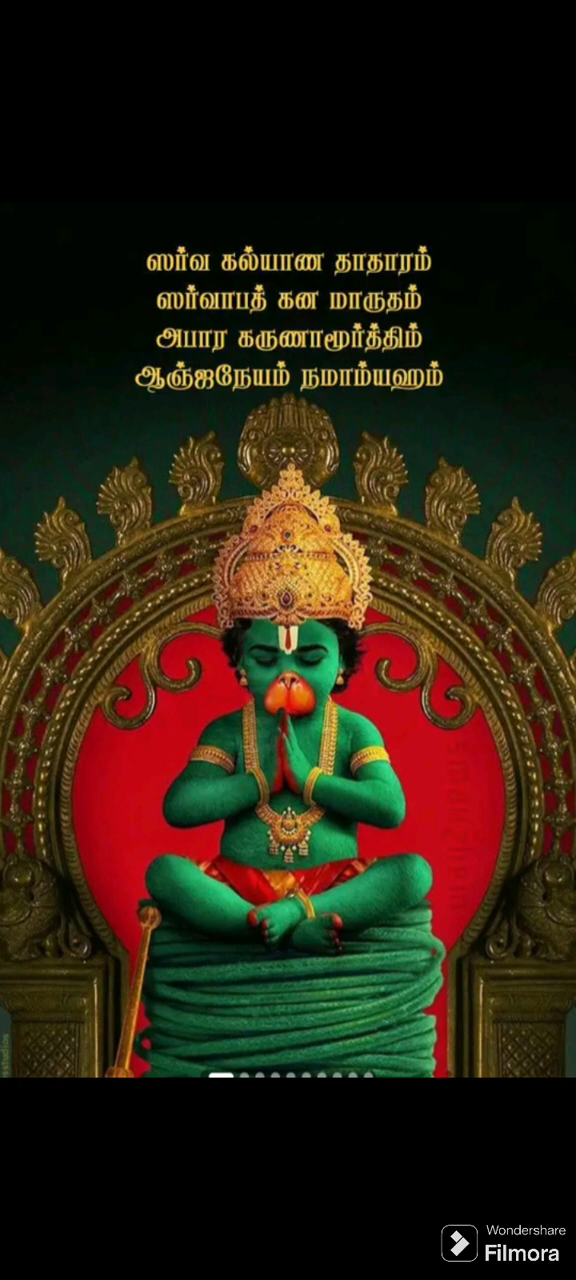 ஸர்வ கல்யாண தாதாரம்
ஸர்வாபத் கன மாருதம்
அபார கருணாமூர்த்திம்
ஆஞ்ஜநேயம் நமாம்யஹம்
Wondershare
Filmora